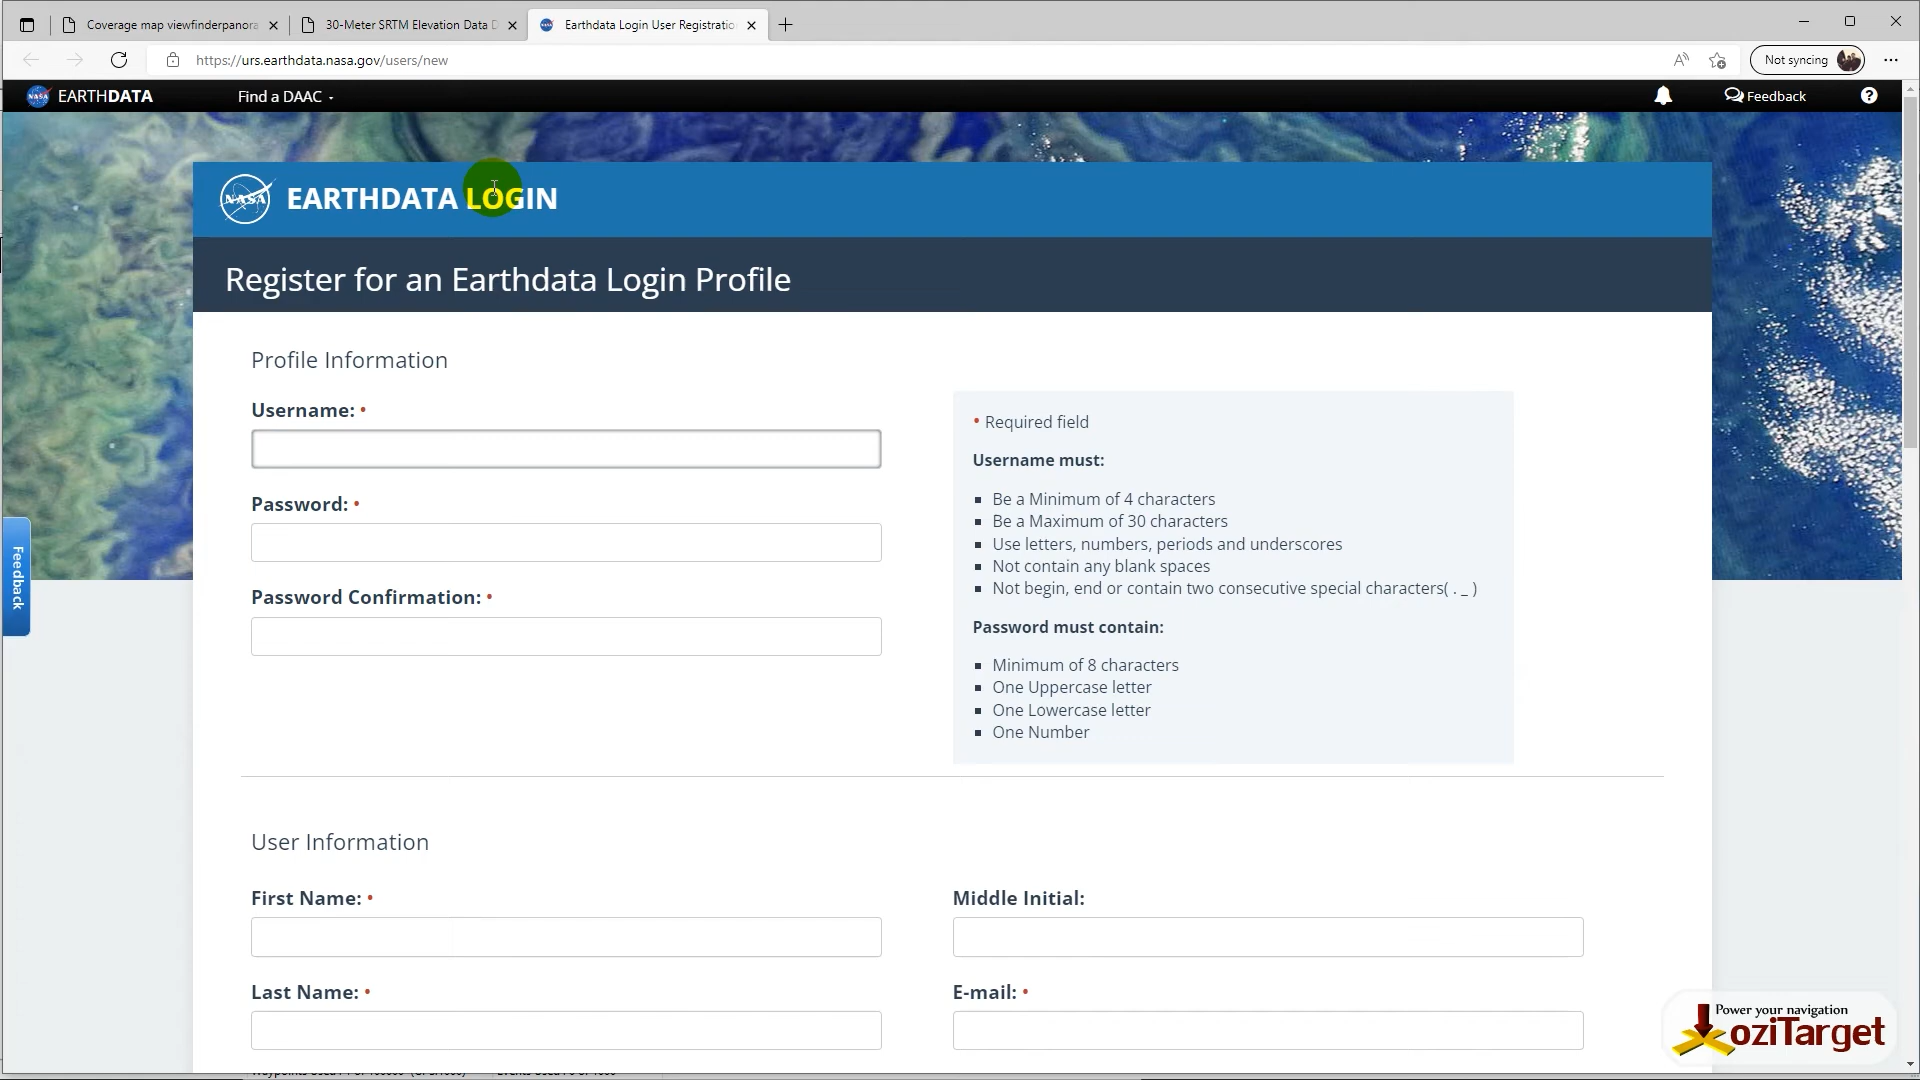 Coverage map viewfinderpanora
30-Meter SRTM Elevation Data D
Earthdata Login User Registratio
https://urs.earthdata.nasa.gov/users/new
Not syncing
NASA EARTHDATA
Find a DAAC
Feedback
NASA EARTHDATA LOGIN
Register for an Earthdata Login Profile
Profile Information
Username: •
Password: •
Password Confirmation: •
• Required field
Username must:
Be a Minimum of 4 characters
Be a Maximum of 30 characters
Use letters, numbers, periods and underscores
Not contain any blank spaces
Not begin, end or contain two consecutive special characters( . _ )
Password must contain:
Minimum of 8 characters
One Uppercase letter
One Lowercase letter
One Number
Feedback
User Information
First Name: •
Middle Initial:
Last Name: •
E-mail: •
Power your navigation
oziTarget